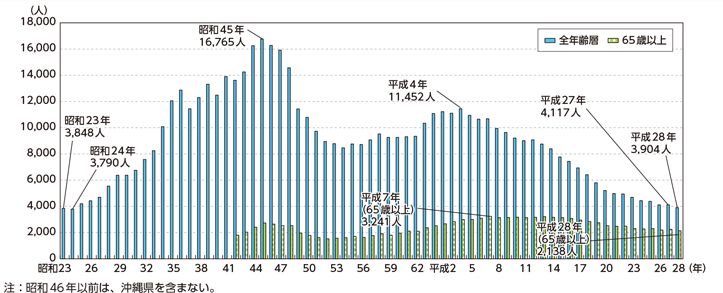 (人)
18,000
16,000
14,000
12,000
10,000
8,000
6,000
4,000
2,000
0
全年齢層
65歳以上
昭和45年
16,765人
平成4年
11,452人
平成27年
4,117人
昭和23年
3,848人
昭和24年
3,790人
平成28年
3,904人
平成7年
(65歳以上)
3,241人
平成28年
(65歳以上)
2,138人
昭和23 26 29 32 35 38 41 44 47 50 53 56 59 62 平成2 5 8 11 14 17 20 23 26 28 (年)
注:昭和46年以前は、沖縄県を含まない。